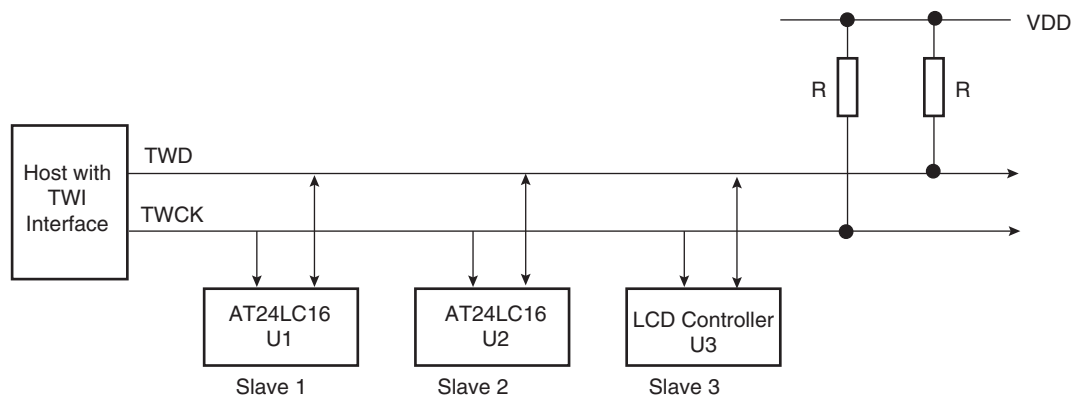 VDD
R
R
Host with
TWI
Interface
TWD
TWCK
AT24LC16
U1
AT24LC16
U2
LCD Controller
U3
Slave 1
Slave 2
Slave 3